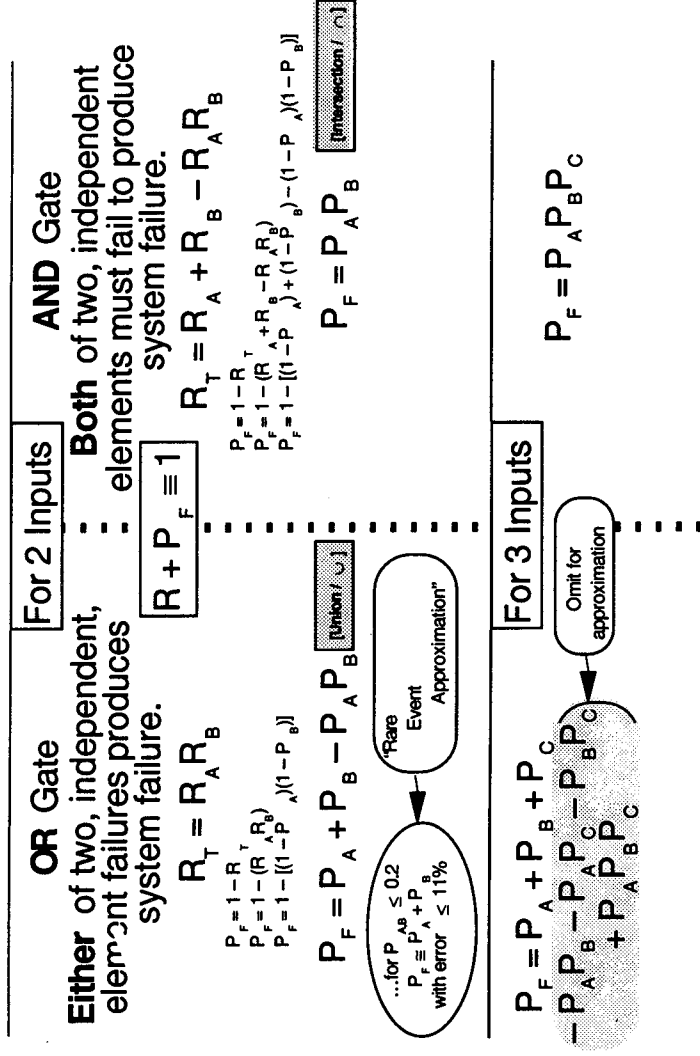 For 2 Inputs
OR Gate
Either of two, independent,
element failures produces
system failure.
R_T = R_A R_B
P_F = 1 – R_T
P_F = 1 – (R_A R_B)
P_F = 1 – [(1 – P_A)(1 – P_B)]
P_F = P_A + P_B – P_A P_B
[Union / ∪]
...for P_AB ≤ 0.2
P_F ≅ P_A + P_B
with error ≤ 11%
"Rare
Event
Approximation"
R + P_F ≡ 1
AND Gate
Both of two, independent
elements must fail to produce
system failure.
R_T = R_A + R_B – R_A R_B
P_F = 1 – R_T
P_F = 1 – (R_A + R_B – R_A R_B)
P_F = 1 – [(1 – P_A) + (1 – P_B) – (1 – P_A)(1 – P_B)]
P_F = P_A P_B
[Intersection / ∩]
For 3 Inputs
P_F = P_A + P_B + P_C
– P_A P_B – P_A P_C – P_B P_C
+ P_A P_B P_C
Omit for
approximation
P_F = P_A P_B P_C